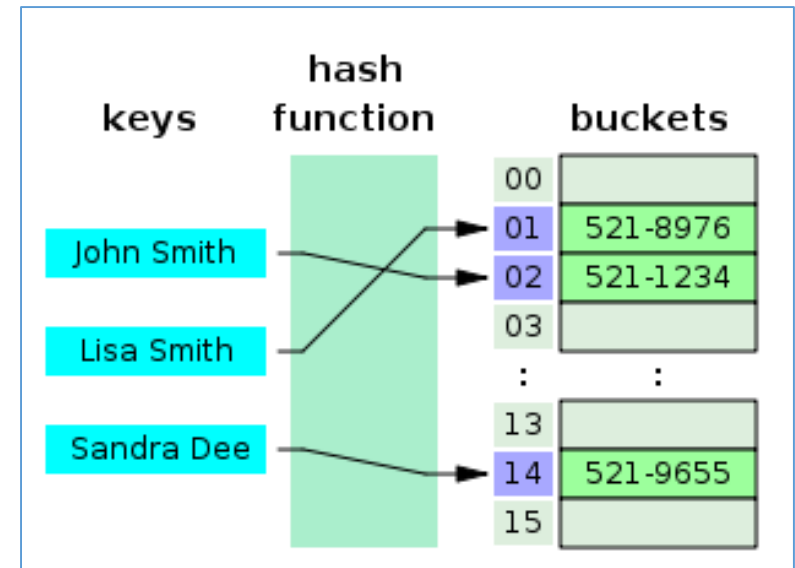 hash
keys function buckets
00
01 521-8976
John Smith
02 521-1234
03
Lisa Smith
: :
13
Sandra Dee
14 521-9655
15